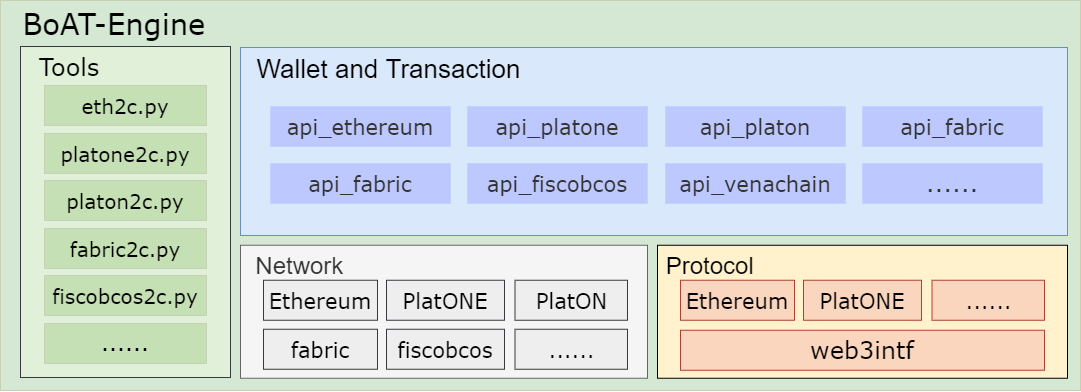 BoAT-Engine
Tools
eth2c.py
platone2c.py
platon2c.py
fabric2c.py
fiscobcos2c.py
......
Wallet and Transaction
api_ethereum api_platone api_platon api_fabric
api_fabric api_fiscobcos api_venachain ......
Network
Ethereum PlatONE PlatON
fabric fiscobcos ......
Protocol
Ethereum PlatONE ......
web3intf